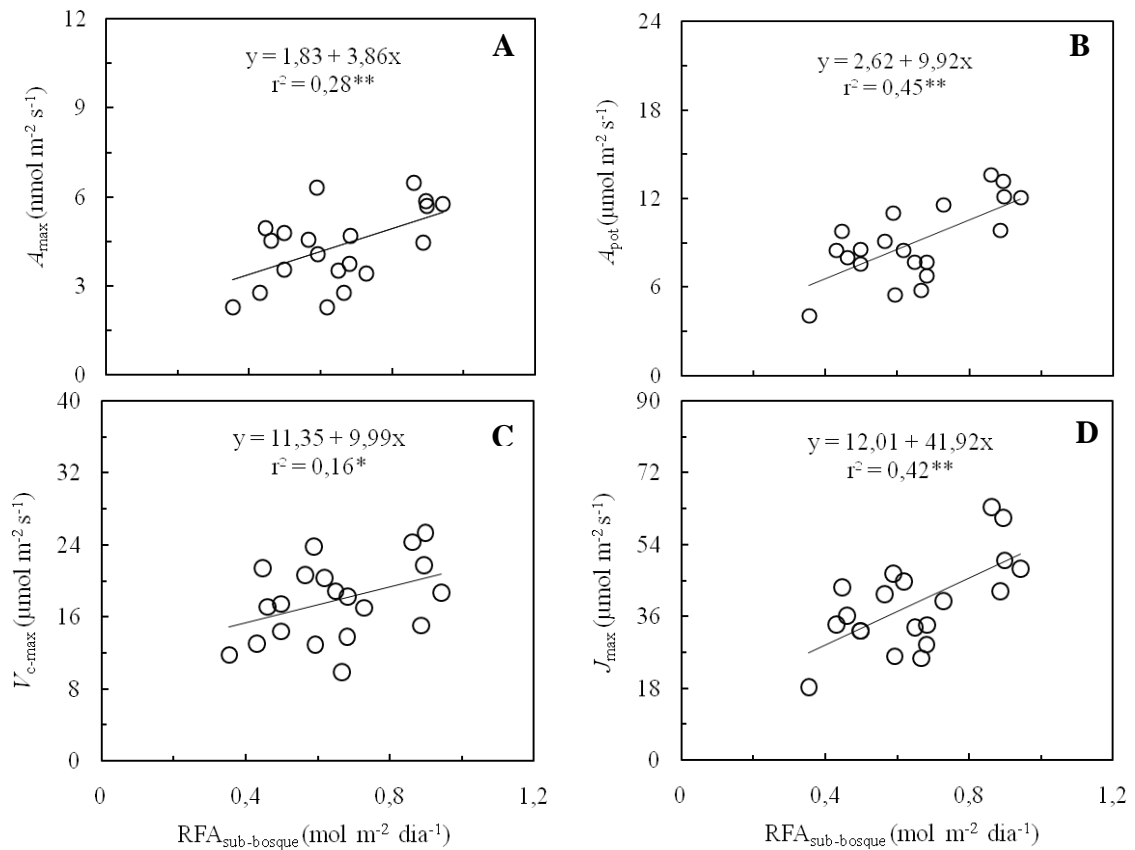 A
y = 1,83 + 3,86x
r² = 0,28**
12
9
6
3
0
A_max (nmol m⁻² s⁻¹)
B
y = 2,62 + 9,92x
r² = 0,45**
24
18
12
6
0
A_pot (µmol m⁻² s⁻¹)
C
y = 11,35 + 9,99x
r² = 0,16*
40
32
24
16
8
0
V_c-max (µmol m⁻² s⁻¹)
0 0,4 0,8 1,2
RFA_sub-bosque (mol m⁻² dia⁻¹)
D
y = 12,01 + 41,92x
r² = 0,42**
90
72
54
36
18
0
J_max (µmol m⁻² s⁻¹)
0 0,4 0,8 1,2
RFA_sub-bosque (mol m⁻² dia⁻¹)